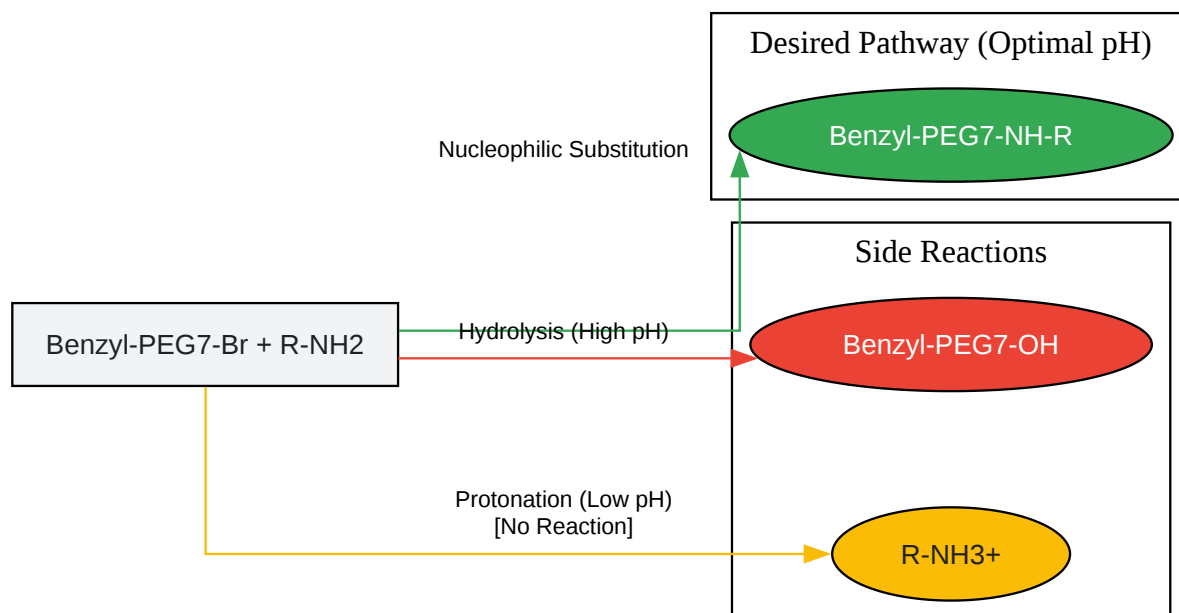 Desired Pathway (Optimal pH)
Benzyl-PEG7-NH-R
Nucleophilic Substitution
Side Reactions
Hydrolysis (High pH)
Benzyl-PEG7-Br + R-NH2
Benzyl-PEG7-OH
Protonation (Low pH)
[No Reaction]
R-NH3+